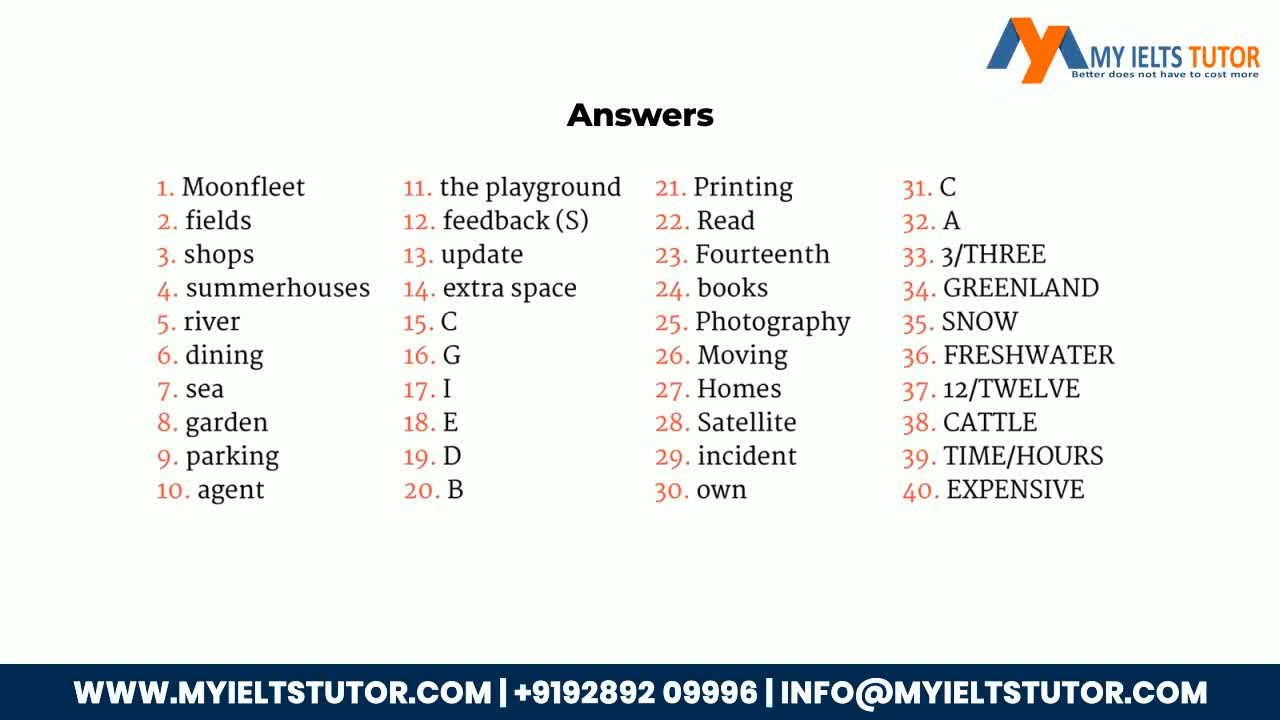 MY IELTS TUTOR
Better does not have to cost more
Answers
1. Moonfleet
2. fields
3. shops
4. summerhouses
5. river
6. dining
7. sea
8. garden
9. parking
10. agent
11. the playground
12. feedback (S)
13. update
14. extra space
15. C
16. G
17. I
18. E
19. D
20. B
21. Printing
22. Read
23. Fourteenth
24. books
25. Photography
26. Moving
27. Homes
28. Satellite
29. incident
30. own
31. C
32. A
33. 3/THREE
34. GREENLAND
35. SNOW
36. FRESHWATER
37. 12/TWELVE
38. CATTLE
39. TIME/HOURS
40. EXPENSIVE
WWW.MYIELTSTUTOR.COM | +9192892 09996 | INFO@MYIELTSTUTOR.COM